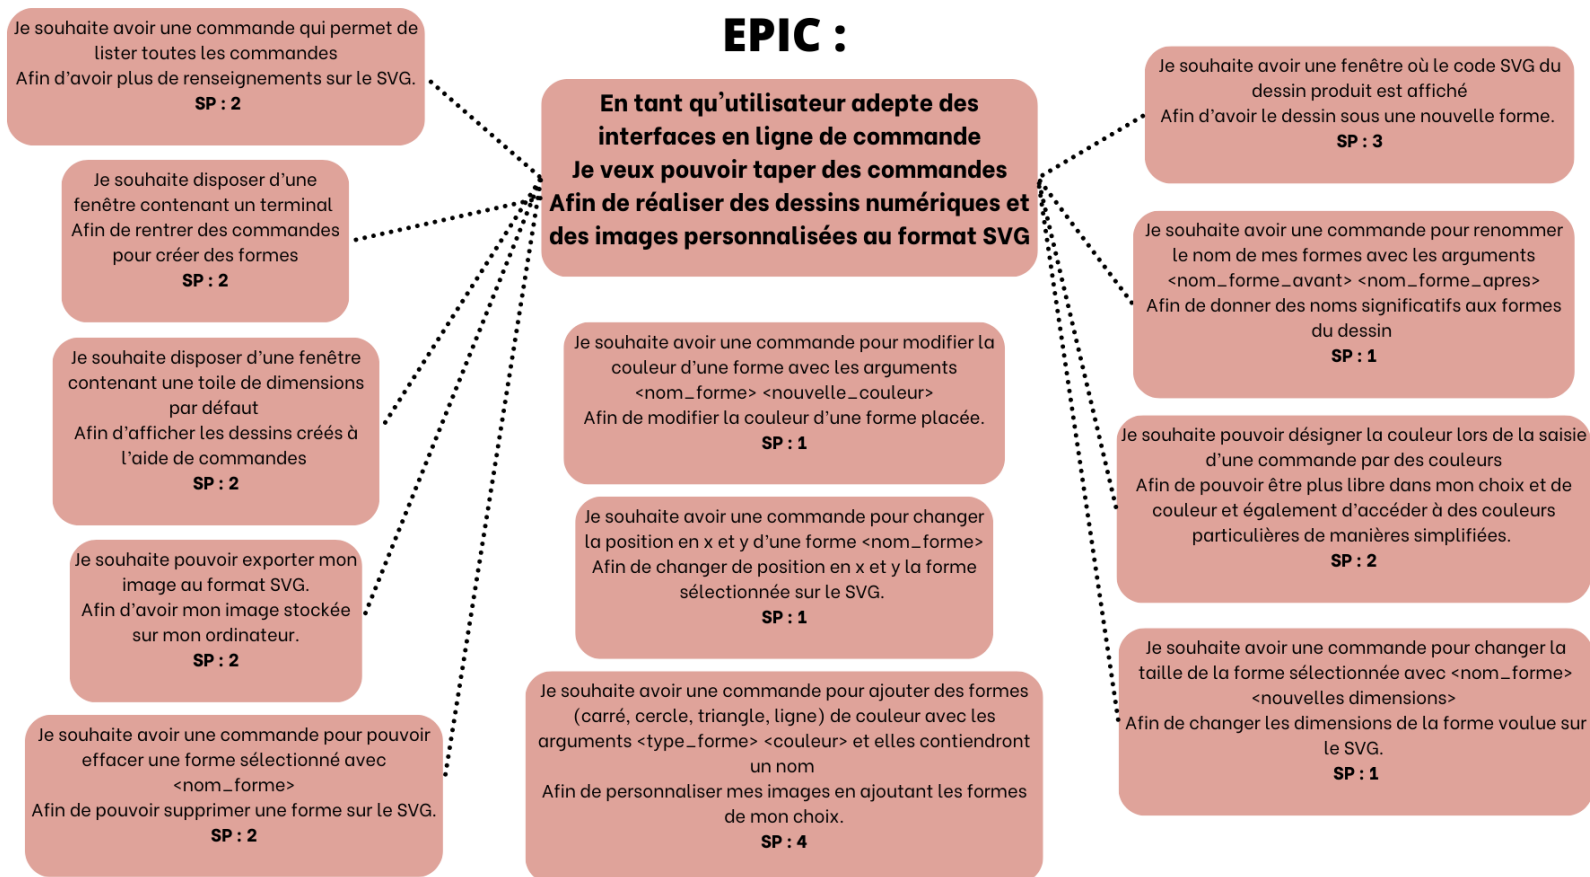 EPIC :
En tant qu'utilisateur adepte des
interfaces en ligne de commande
Je veux pouvoir taper des commandes
Afin de réaliser des dessins numériques et
des images personnalisées au format SVG
Je souhaite avoir une commande qui permet de
lister toutes les commandes
Afin d'avoir plus de renseignements sur le SVG.
SP : 2
Je souhaite disposer d'une
fenêtre contenant un terminal
Afin de rentrer des commandes
pour créer des formes
SP : 2
Je souhaite disposer d'une fenêtre
contenant une toile de dimensions
par défaut
Afin d'afficher les dessins créés à
l'aide de commandes
SP : 2
Je souhaite pouvoir exporter mon
image au format SVG.
Afin d'avoir mon image stockée
sur mon ordinateur.
SP : 2
Je souhaite avoir une commande pour pouvoir
effacer une forme sélectionné avec
<nom_forme>
Afin de pouvoir supprimer une forme sur le SVG.
SP : 2
Je souhaite avoir une commande pour modifier la
couleur d'une forme avec les arguments
<nom_forme> <nouvelle_couleur>
Afin de modifier la couleur d'une forme placée.
SP : 1
Je souhaite avoir une commande pour changer
la position en x et y d'une forme <nom_forme>
Afin de changer de position en x et y la forme
sélectionnée sur le SVG.
SP : 1
Je souhaite avoir une commande pour ajouter des formes
(carré, cercle, triangle, ligne) de couleur avec les
arguments <type_forme> <couleur> et elles contiendront
un nom
Afin de personnaliser mes images en ajoutant les formes
de mon choix.
SP : 4
Je souhaite avoir une fenêtre où le code SVG du
dessin produit est affiché
Afin d'avoir le dessin sous une nouvelle forme.
SP : 3
Je souhaite avoir une commande pour renommer
le nom de mes formes avec les arguments
<nom_forme_avant> <nom_forme_apres>
Afin de donner des noms significatifs aux formes
du dessin
SP : 1
Je souhaite pouvoir désigner la couleur lors de la saisie
d'une commande par des couleurs
Afin de pouvoir être plus libre dans mon choix et de
couleur et également d'accéder à des couleurs
particulières de manières simplifiées.
SP : 2
Je souhaite avoir une commande pour changer la
taille de la forme sélectionnée avec <nom_forme>
<nouvelles dimensions>
Afin de changer les dimensions de la forme voulue sur
le SVG.
SP : 1